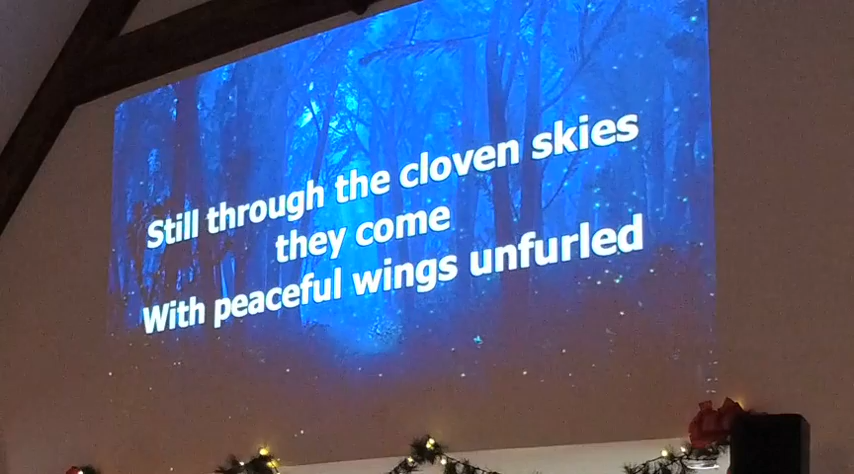 Still through the cloven skies
they come
With peaceful wings unfurled